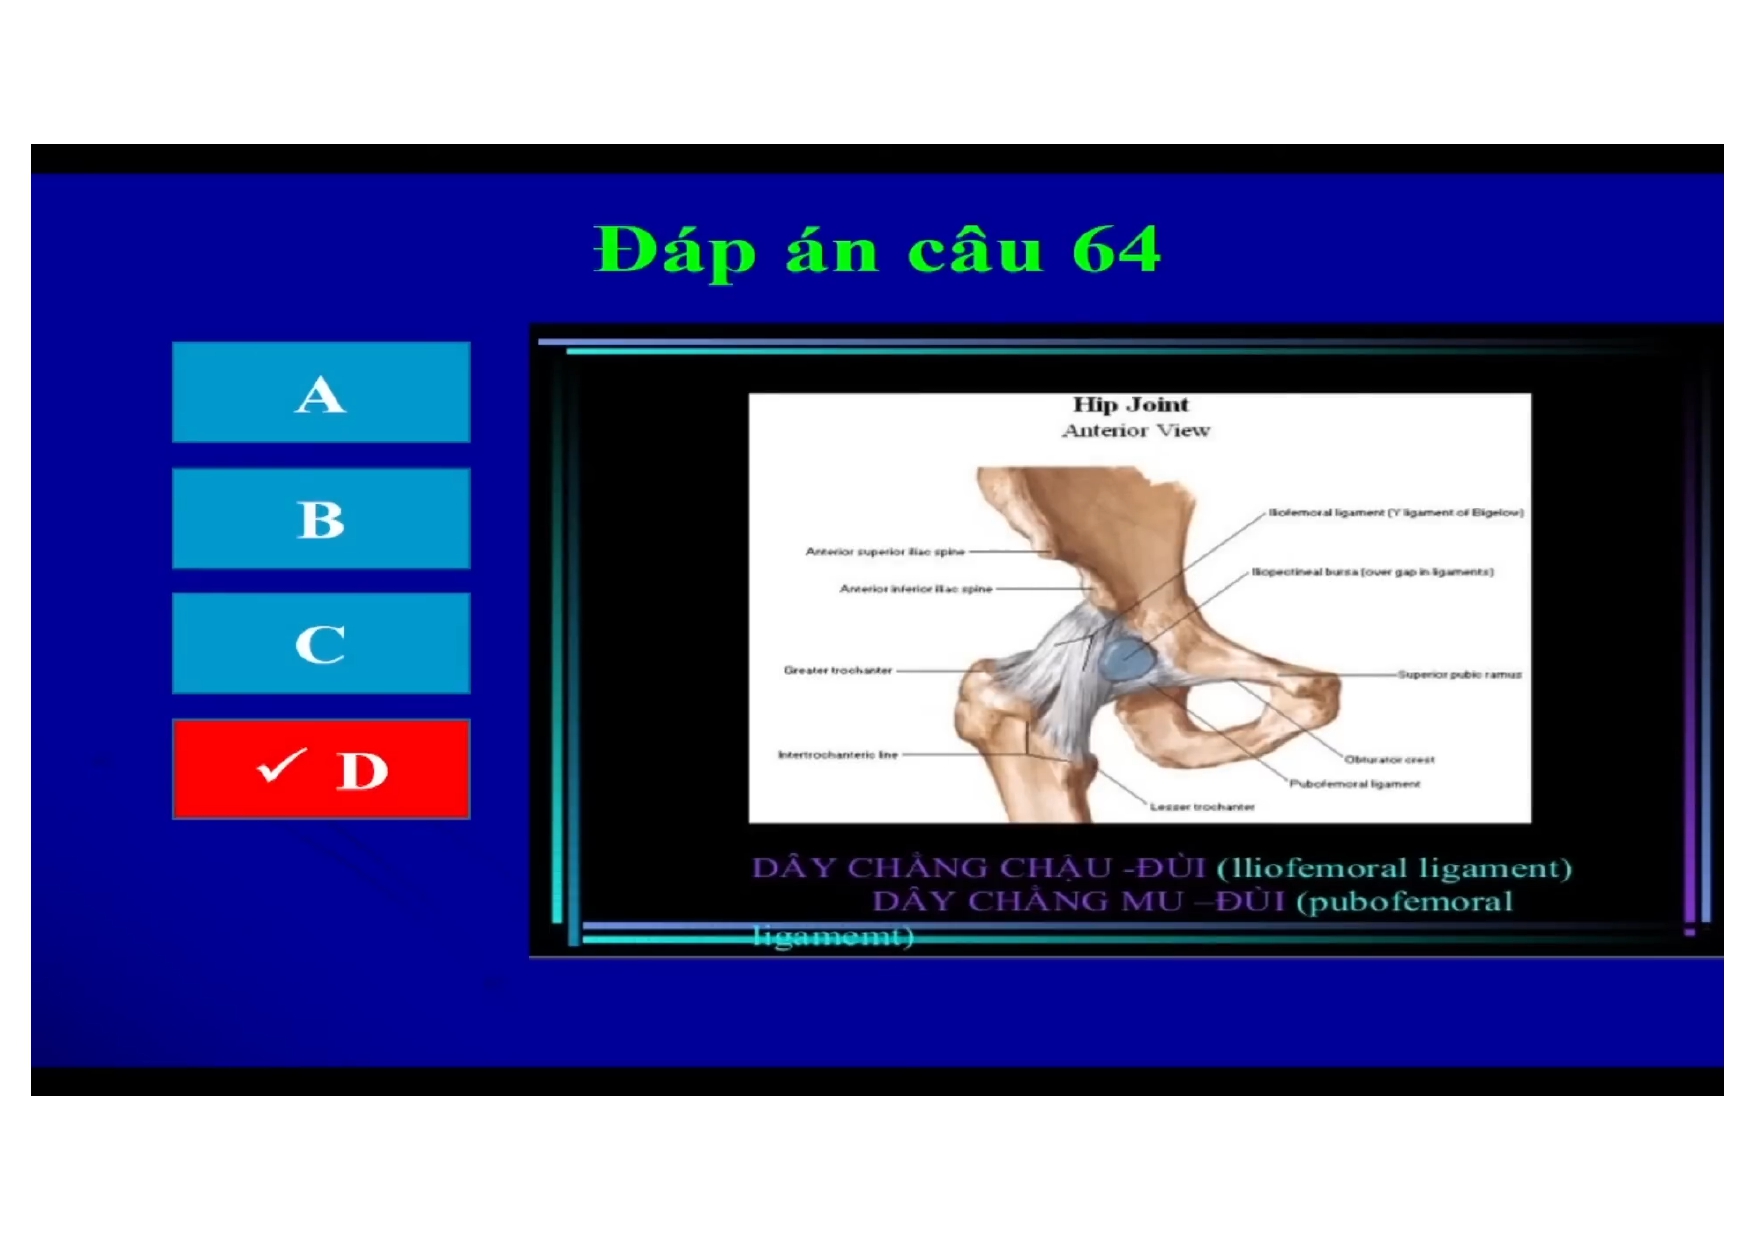 Đáp án câu 64
A
B
C
✓ D
Hip Joint
Anterior View
Iliofemoral ligament (Y ligament of Bigelow)
Anterior superior iliac spine
Iliopectineal bursa (over gap in ligaments)
Anterior inferior iliac spine
Greater trochanter
Superior pubic ramus
Intertrochanteric line
Obturator crest
Pubofemoral ligament
Lesser trochanter
DÂY CHẰNG CHẬU -ĐÙI (lliofemoral ligament)
DÂY CHẰNG MU –ĐÙI (pubofemoral
ligamemt)